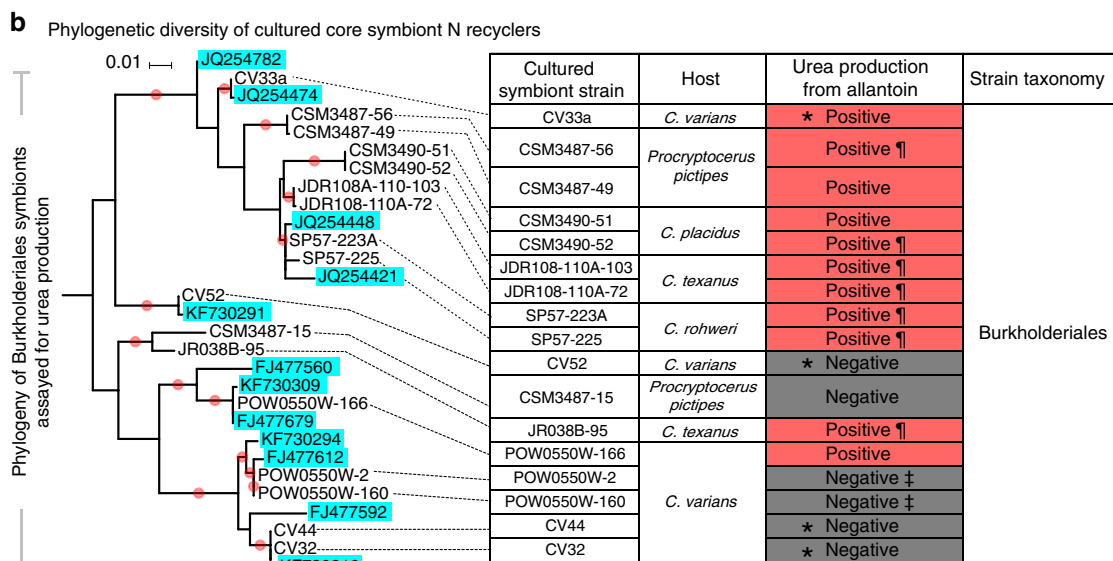 b Phylogenetic diversity of cultured core symbiont N recyclers
Phylogeny of Burkholderiales symbionts
assayed for urea production
0.01
JQ254782
CV33a
JQ254474
CSM3487-56
CSM3487-49
CSM3490-51
CSM3490-52
JDR108A-110-103
JDR108-110A-72
JQ254448
SP57-223A
SP57-225
JQ254421
CV52
KF730291
CSM3487-15
JR038B-95
FJ477560
KF730309
POW0550W-166
FJ477679
KF730294
FJ477612
POW0550W-2
POW0550W-160
FJ477592
CV44
CV32
Cultured
symbiont strain
Host
Urea production
from allantoin
Strain taxonomy
CV33a C. varians * Positive
CSM3487-56 Positive ¶
Procryptocerus
pictipes
CSM3487-49 Positive
CSM3490-51 Positive
C. placidus
CSM3490-52 Positive ¶
JDR108-110A-103 Positive ¶
C. texanus
JDR108-110A-72 Positive ¶
SP57-223A Positive ¶
C. rohweri
SP57-225 Positive ¶
Burkholderiales
CV52 C. varians * Negative
CSM3487-15 Procryptocerus
pictipes Negative
JR038B-95 C. texanus Positive ¶
POW0550W-166 Positive
POW0550W-2 Negative ‡
POW0550W-160 C. varians Negative ‡
CV44 * Negative
CV32 * Negative